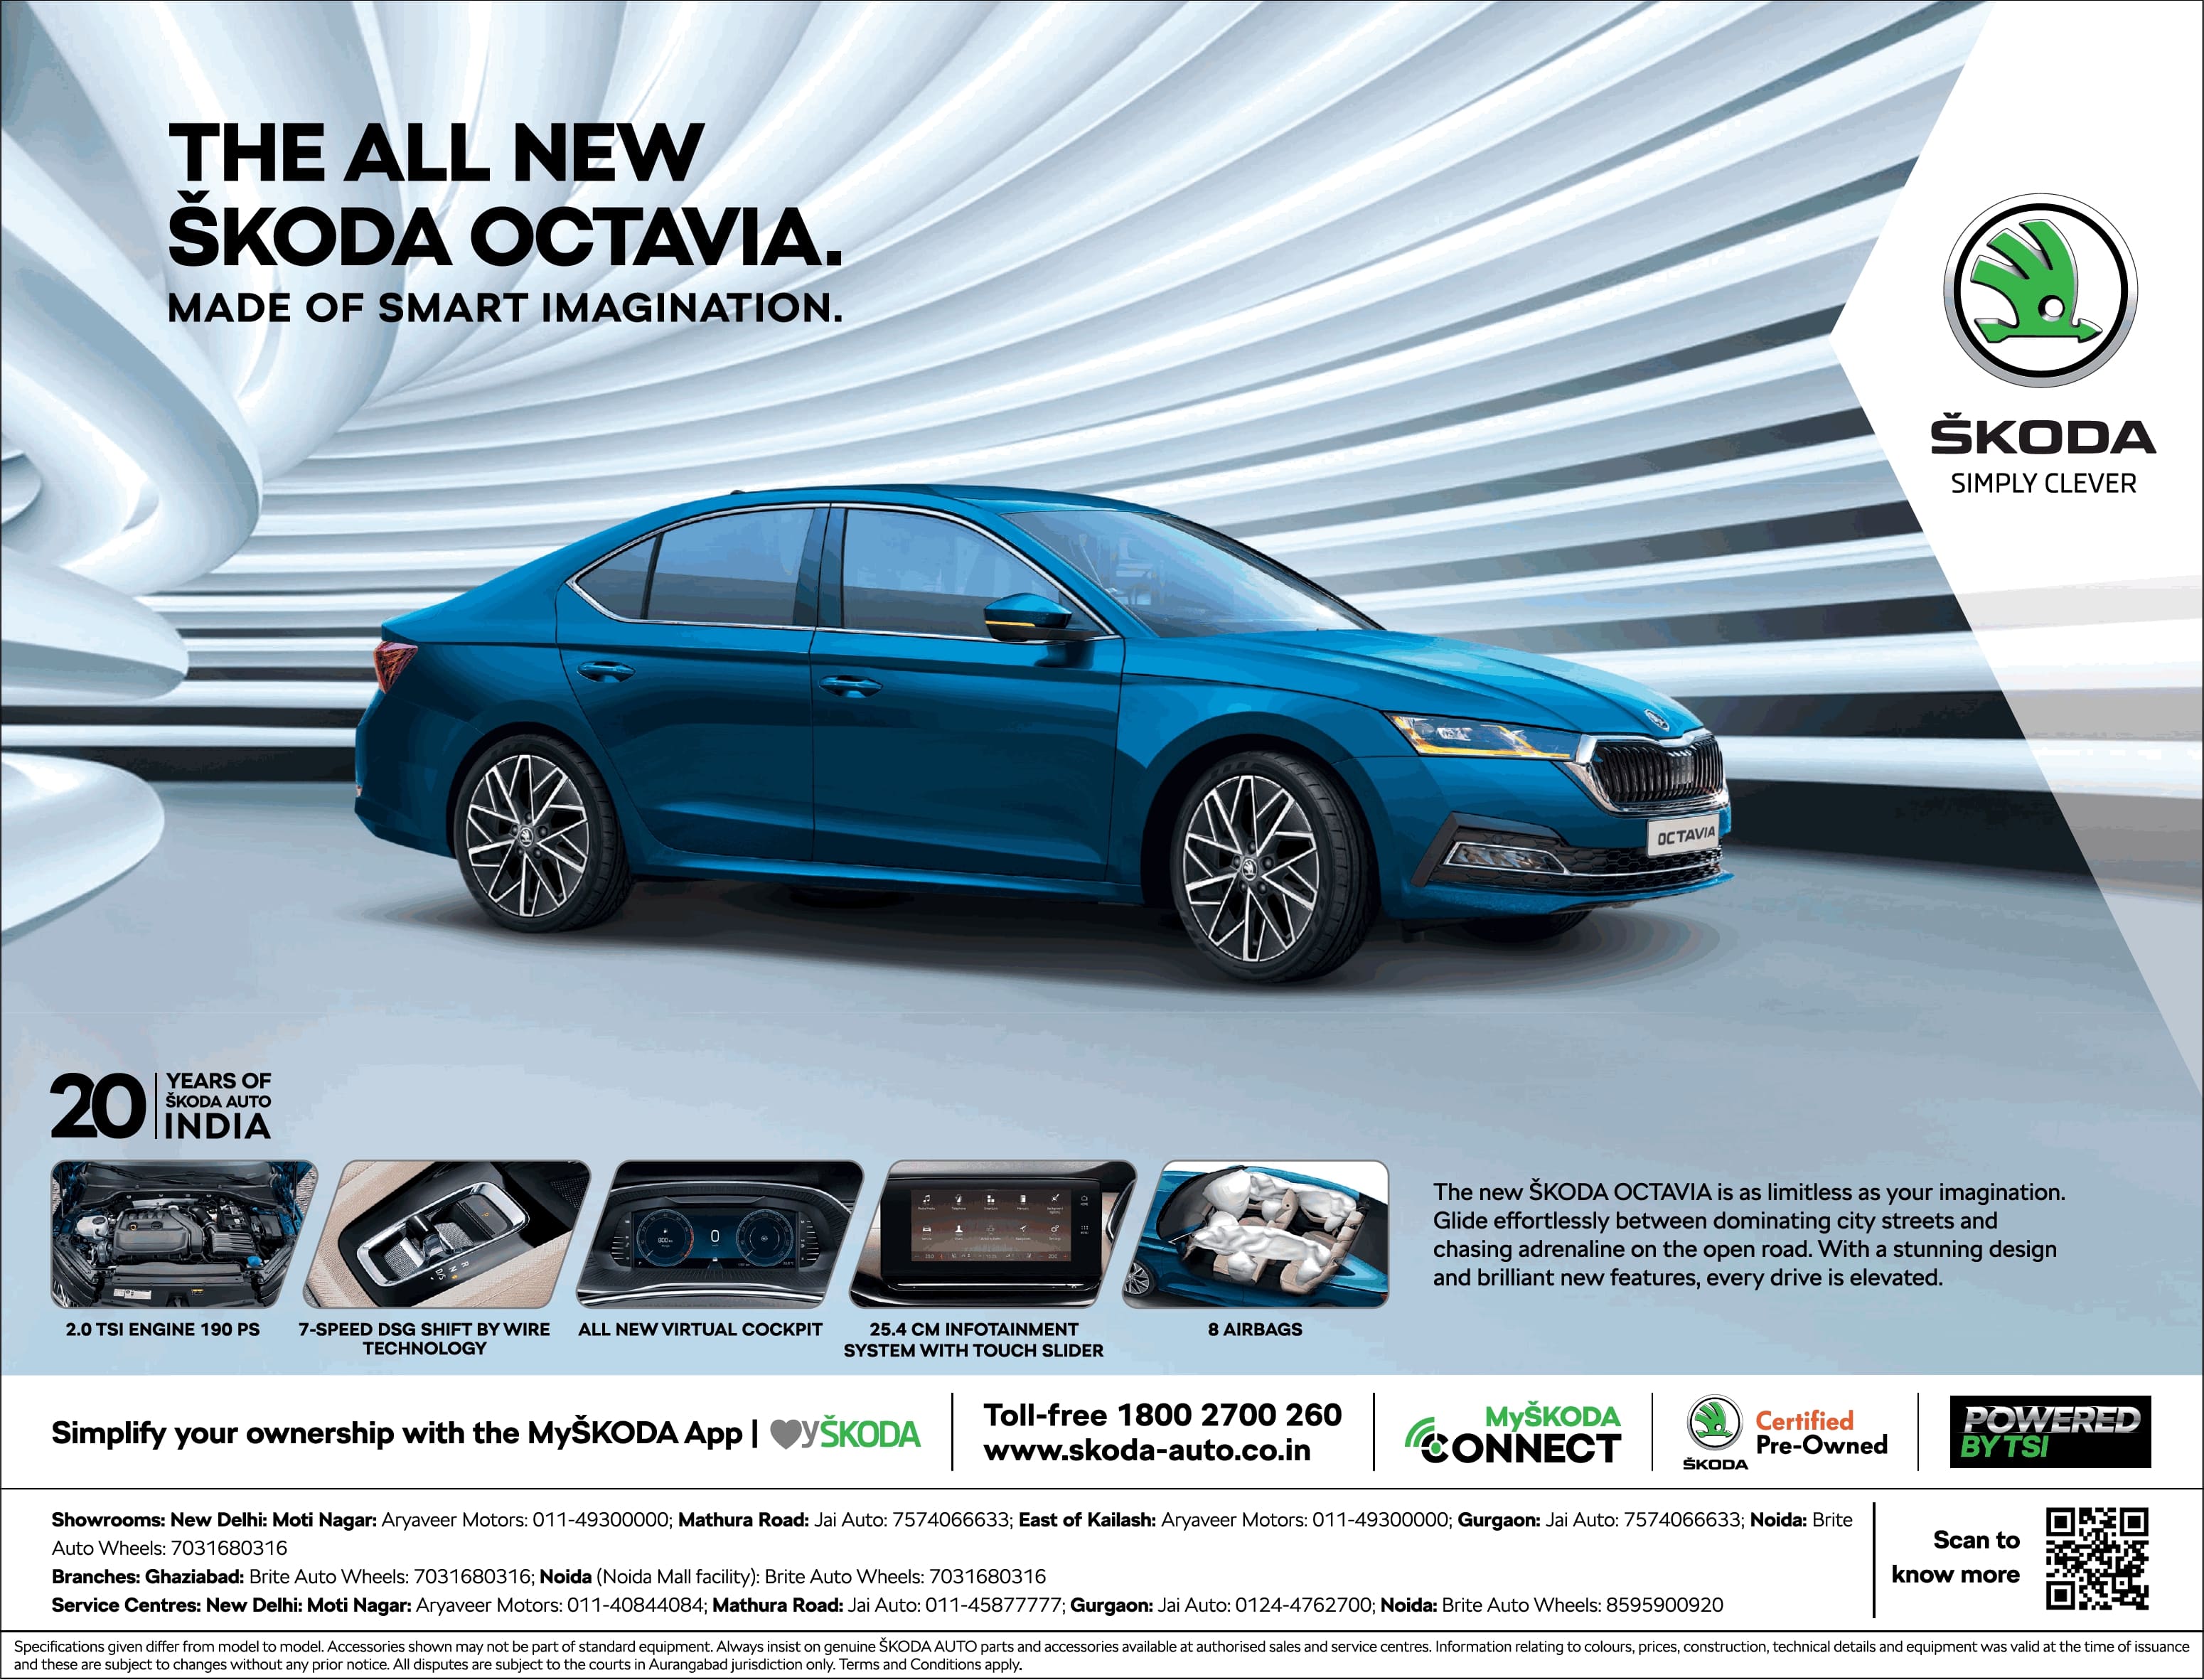 THE ALL NEW
ŠKODA OCTAVIA.
MADE OF SMART IMAGINATION.
ŠKODA
SIMPLY CLEVER
OCTAVIA
20 YEARS OF
ŠKODA AUTO
INDIA
2.0 TSI ENGINE 190 PS
7-SPEED DSG SHIFT BY WIRE
TECHNOLOGY
ALL NEW VIRTUAL COCKPIT
25.4 CM INFOTAINMENT
SYSTEM WITH TOUCH SLIDER
8 AIRBAGS
The new ŠKODA OCTAVIA is as limitless as your imagination.
Glide effortlessly between dominating city streets and
chasing adrenaline on the open road. With a stunning design
and brilliant new features, every drive is elevated.
Simplify your ownership with the MyŠKODA App | yŠKODA
Toll-free 1800 2700 260
www.skoda-auto.co.in
MyŠKODA
CONNECT
ŠKODA
Certified
Pre-Owned
POWERED
BY TSI
Showrooms: New Delhi: Moti Nagar: Aryaveer Motors: 011-49300000; Mathura Road: Jai Auto: 7574066633; East of Kailash: Aryaveer Motors: 011-49300000; Gurgaon: Jai Auto: 7574066633; Noida: Brite
Auto Wheels: 7031680316
Branches: Ghaziabad: Brite Auto Wheels: 7031680316; Noida (Noida Mall facility): Brite Auto Wheels: 7031680316
Service Centres: New Delhi: Moti Nagar: Aryaveer Motors: 011-40844084; Mathura Road: Jai Auto: 011-45877777; Gurgaon: Jai Auto: 0124-4762700; Noida: Brite Auto Wheels: 8595900920
Scan to
know more
Specifications given differ from model to model. Accessories shown may not be part of standard equipment. Always insist on genuine ŠKODA AUTO parts and accessories available at authorised sales and service centres. Information relating to colours, prices, construction, technical details and equipment was valid at the time of issuance
and these are subject to changes without any prior notice. All disputes are subject to the courts in Aurangabad jurisdiction only. Terms and Conditions apply.